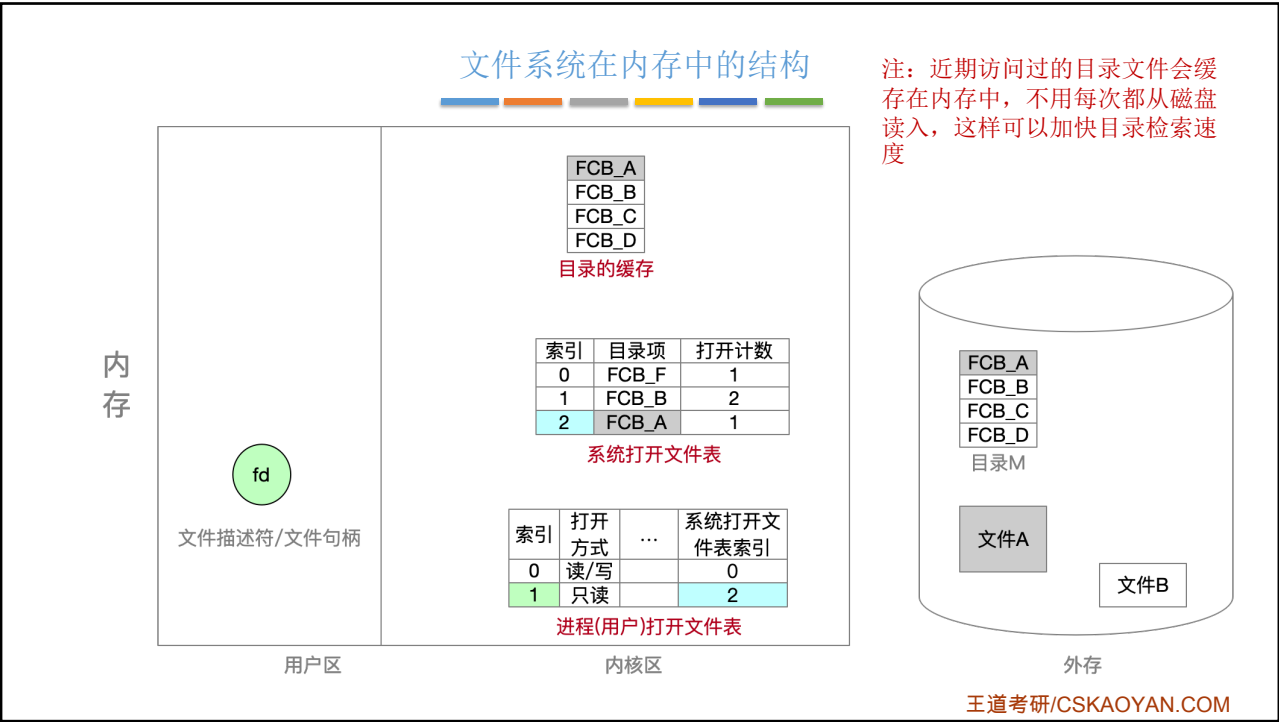 文件系统在内存中的结构
注：近期访问过的目录文件会缓
存在内存中，不用每次都从磁盘
读入，这样可以加快目录检索速
度
FCB_A
FCB_B
FCB_C
FCB_D
目录的缓存
内
存
索引 目录项 打开计数
0 FCB_F 1
1 FCB_B 2
2 FCB_A 1
系统打开文件表
fd
文件描述符/文件句柄
索引 打开方式 … 系统打开文件表索引
0 读/写 0
1 只读 2
进程(用户)打开文件表
用户区
内核区
FCB_A
FCB_B
FCB_C
FCB_D
目录M
文件A
文件B
外存
王道考研/CSKAOYAN.COM